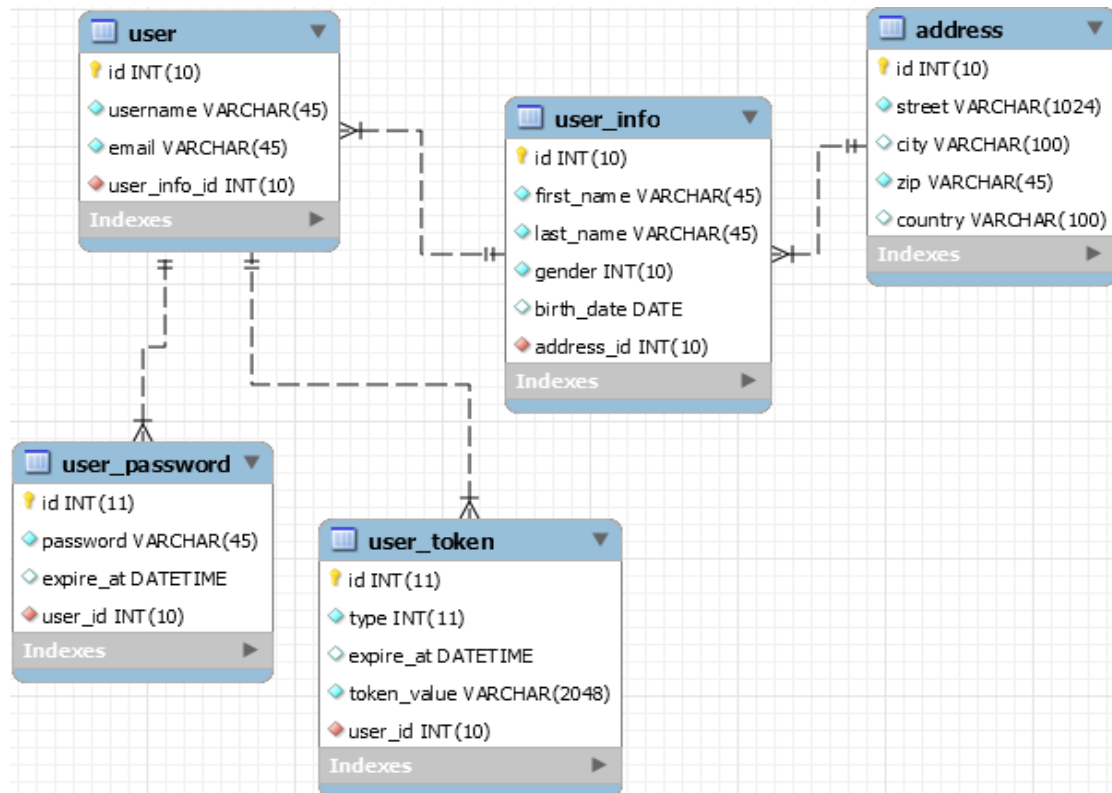 user
id INT(10)
username VARCHAR(45)
email VARCHAR(45)
user_info_id INT(10)
Indexes
user_info
id INT(10)
first_name VARCHAR(45)
last_name VARCHAR(45)
gender INT(10)
birth_date DATE
address_id INT(10)
Indexes
address
id INT(10)
street VARCHAR(1024)
city VARCHAR(100)
zip VARCHAR(45)
country VARCHAR(100)
Indexes
user_password
id INT(11)
password VARCHAR(45)
expire_at DATETIME
user_id INT(10)
Indexes
user_token
id INT(11)
type INT(11)
expire_at DATETIME
token_value VARCHAR(2048)
user_id INT(10)
Indexes